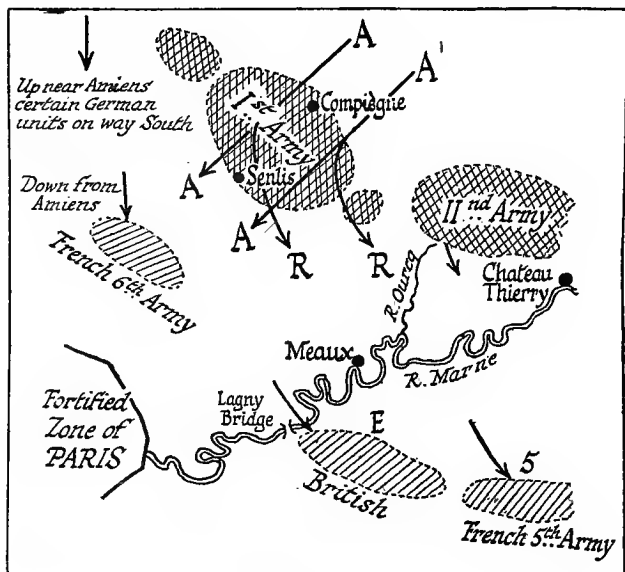 A
A'
Up near Amiens
certain German
units on way South
Compiègne
Ist Army
A
Senlis
Down from
Amiens
A
R
R
IInd Army
French 6th Army
R. Ourcq
Chateau
Thierry
Meaux
R. Marne
Lagny
Bridge
Fortified
Zone of
PARIS
E
British
5
French 5th Army